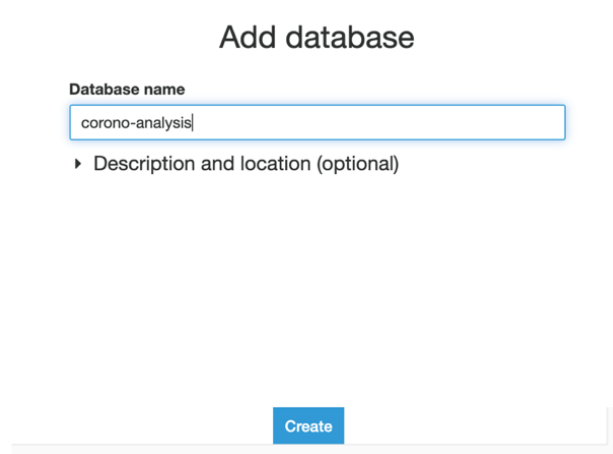 Add database
Database name
corono-analysis
Description and location (optional)
Create